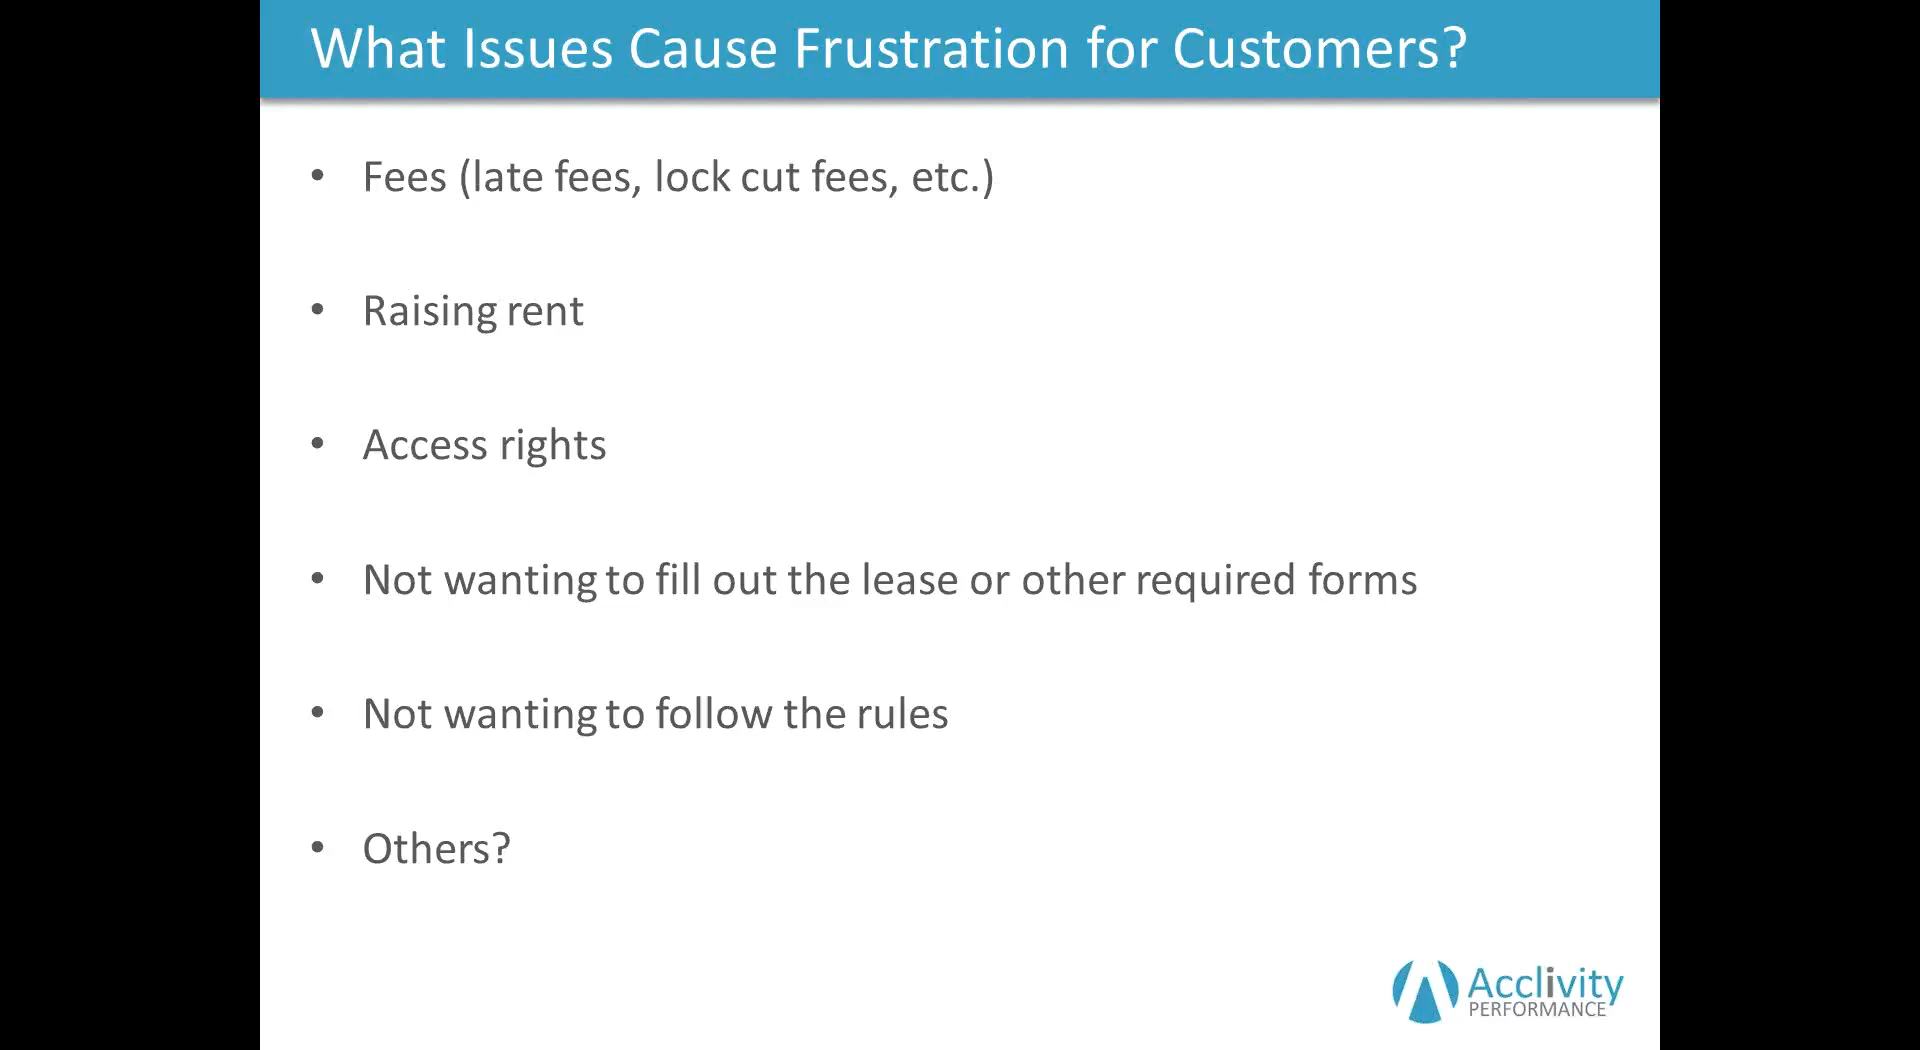 What Issues Cause Frustration for Customers?
• Fees (late fees, lock cut fees, etc.)
• Raising rent
• Access rights
• Not wanting to fill out the lease or other required forms
• Not wanting to follow the rules
• Others?
Acclivity
PERFORMANCE